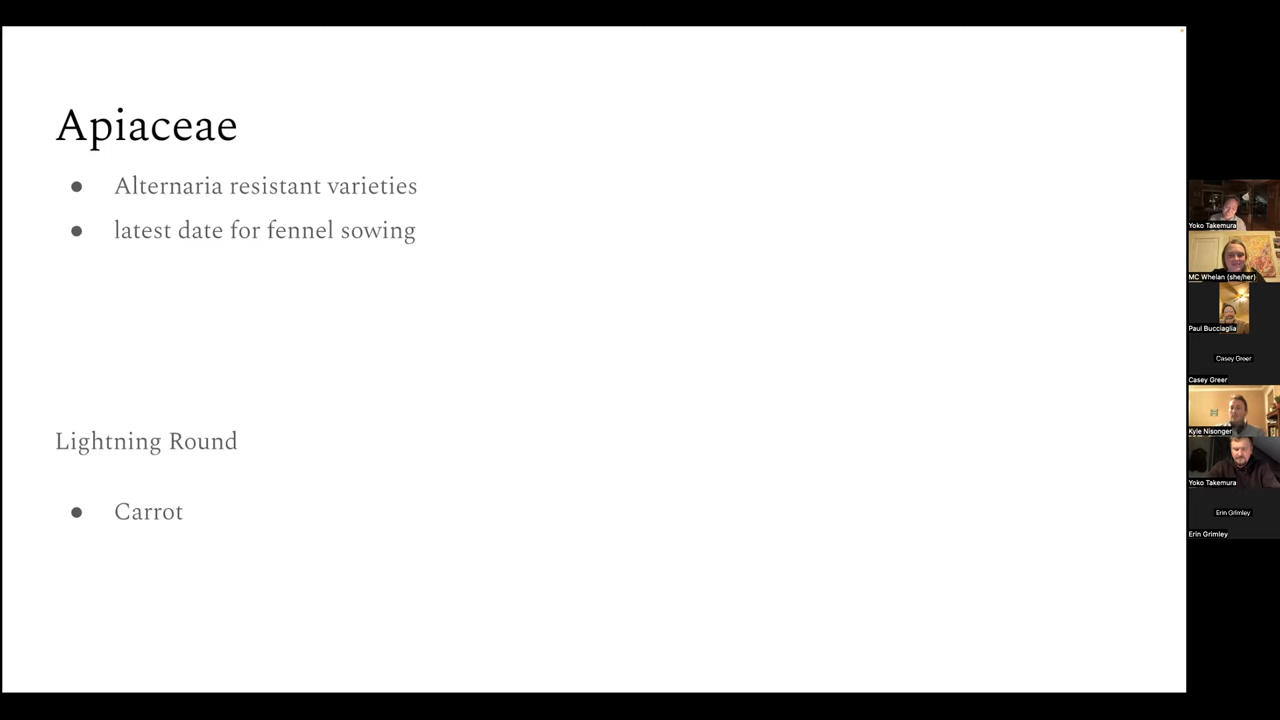 Apiaceae
● Alternaria resistant varieties
● latest date for fennel sowing
Lightning Round
● Carrot
Yoko Takemura
MC Whelan (she/her)
Paul Bucciaglia
Casey Greer
Casey Greer
Kyle Nisonger
Yoko Takemura
Erin Grimley
Erin Grimley